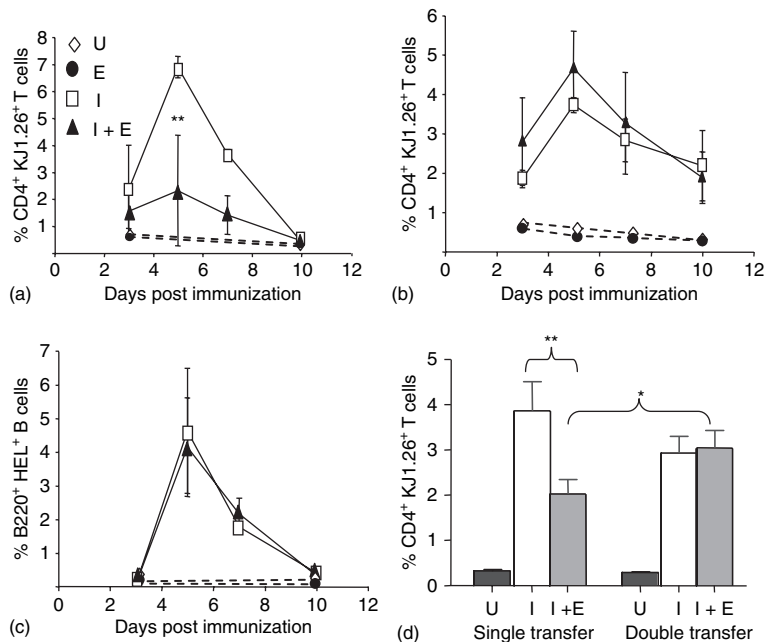 8
7
6
5
4
3
2
1
U
E
I
I + E
**
% CD4+ KJ1.26+ T cells
0 2 4 6 8 10 12
(a) Days post immunization
6
5
4
3
2
1
% CD4+ KJ1.26+ T cells
0 2 4 6 8 10 12
(b) Days post immunization
7
6
5
4
3
2
1
% B220+ HEL+ B cells
0 2 4 6 8 10 12
(c) Days post immunization
5
4
3
2
1
0
% CD4+ KJ1.26+ T cells
**
*
U I I +E U I I + E
(d) Single transfer Double transfer